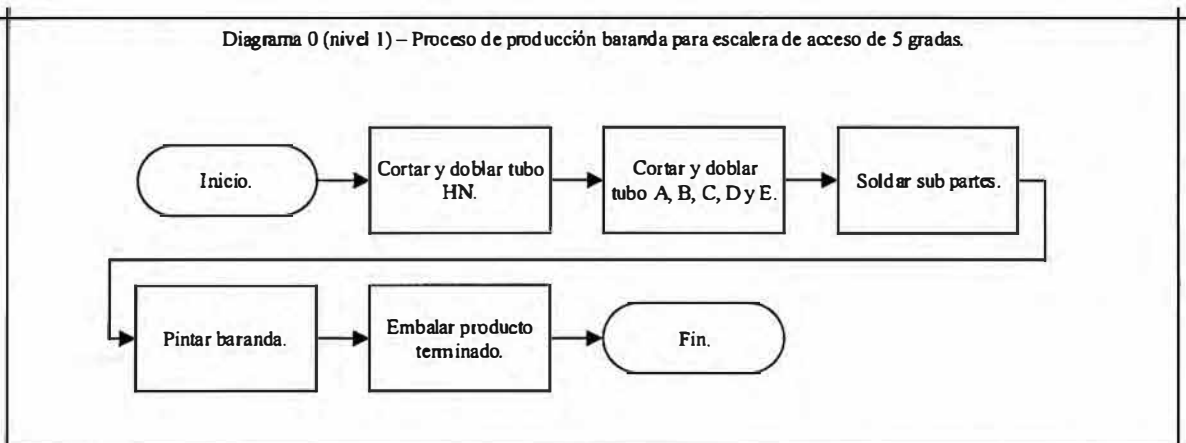 Diagrama 0 (nivel 1) – Proceso de producción baranda para escalera de acceso de 5 gradas.
Inicio.
Cortar y doblar tubo
HN.
Cortar y doblar
tubo A, B, C, D y E.
Soldar sub partes.
Pintar baranda.
Embalar producto
terminado.
Fin.